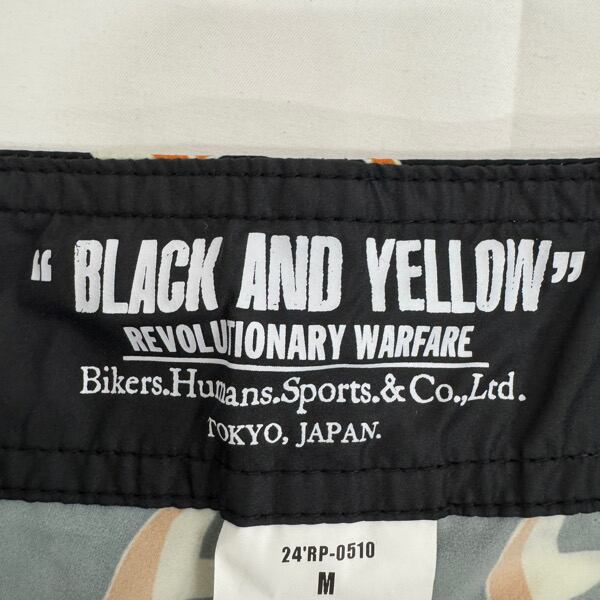 “BLACK AND YELLOW”
REVOLUTIONARY WARFARE
Bikers.Humans.Sports.&Co.,Ltd.
TOKYO, JAPAN.
24'RP-0510
M